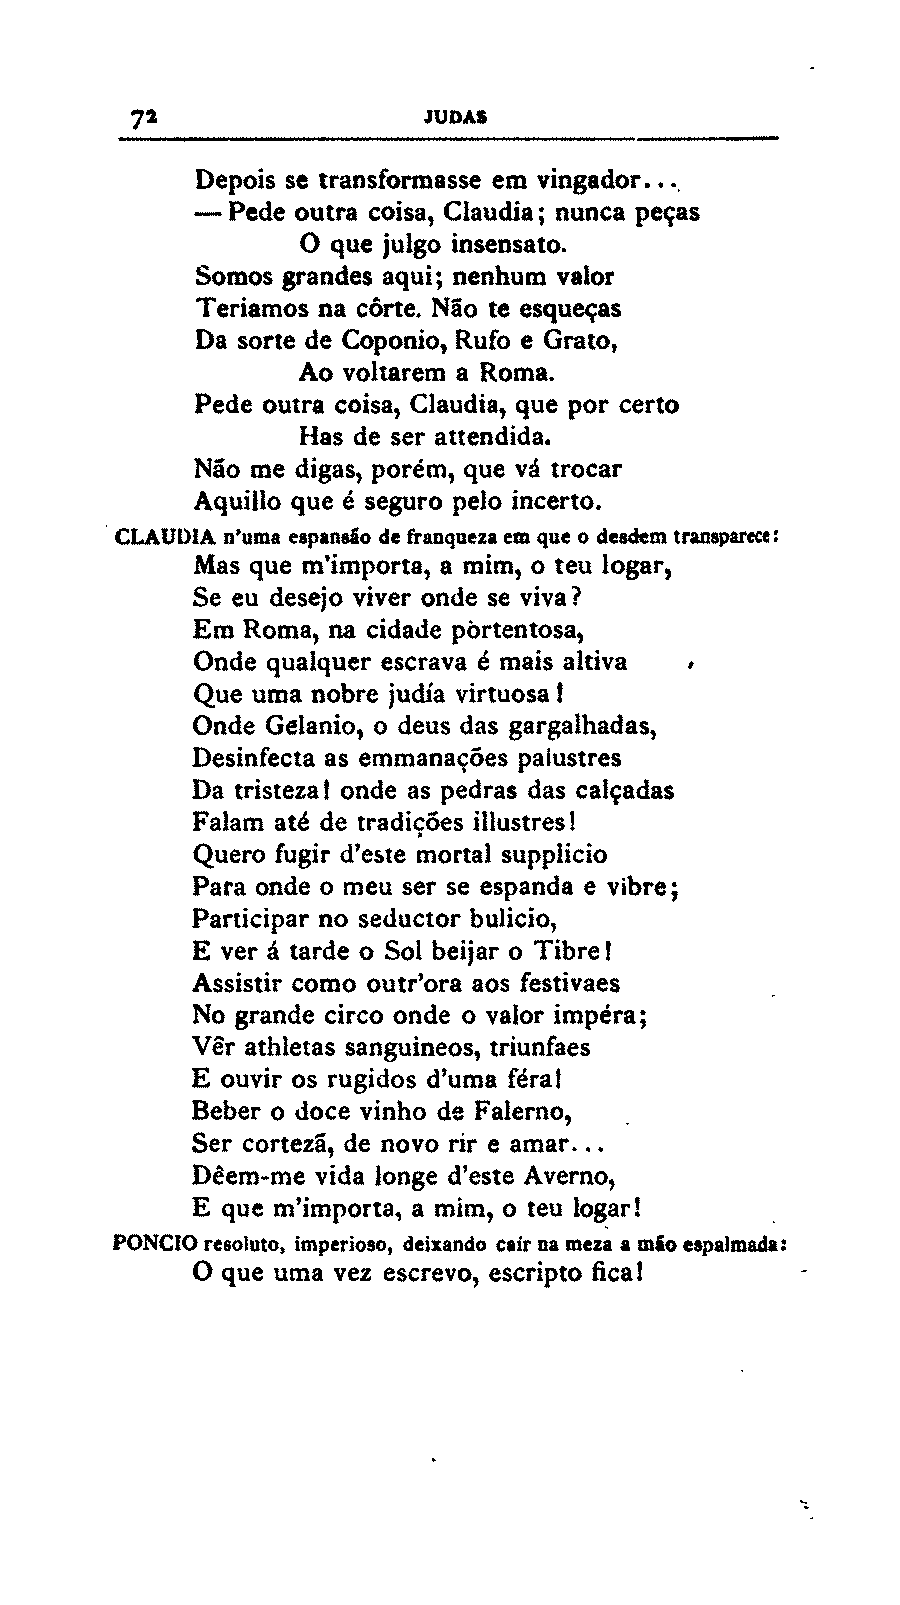 72 JUDAS
Depois se transformasse em vingador...
— Pede outra coisa, Claudia; nunca peças
O que julgo insensato.
Somos grandes aqui; nenhum valor
Teriamos na côrte. Não te esqueças
Da sorte de Coponio, Rufo e Grato,
Ao voltarem a Roma.
Pede outra coisa, Claudia, que por certo
Has de ser attendida.
Não me digas, porém, que vá trocar
Aquillo que é seguro pelo incerto.
CLAUDIA n'uma espansão de franqueza em que o desdem transparece:
Mas que m'importa, a mim, o teu logar,
Se eu desejo viver onde se viva?
Em Roma, na cidade pòrtentosa,
Onde qualquer escrava é mais altiva
Que uma nobre judía virtuosa!
Onde Gelanio, o deus das gargalhadas,
Desinfecta as emmanações palustres
Da tristeza! onde as pedras das calçadas
Falam até de tradições illustres!
Quero fugir d'este mortal supplicio
Para onde o meu ser se espanda e vibre;
Participar no seductor bulicio,
E ver á tarde o Sol beijar o Tibre!
Assistir como outr'ora aos festivaes
No grande circo onde o valor impéra;
Vêr athletas sanguineos, triunfaes
E ouvir os rugidos d'uma féra!
Beber o doce vinho de Falerno,
Ser cortezã, de novo rir e amar...
Dêem-me vida longe d'este Averno,
E que m'importa, a mim, o teu logar!
PONCIO resoluto, imperioso, deixando caír na meza a mão espalmada:
O que uma vez escrevo, escripto fica!